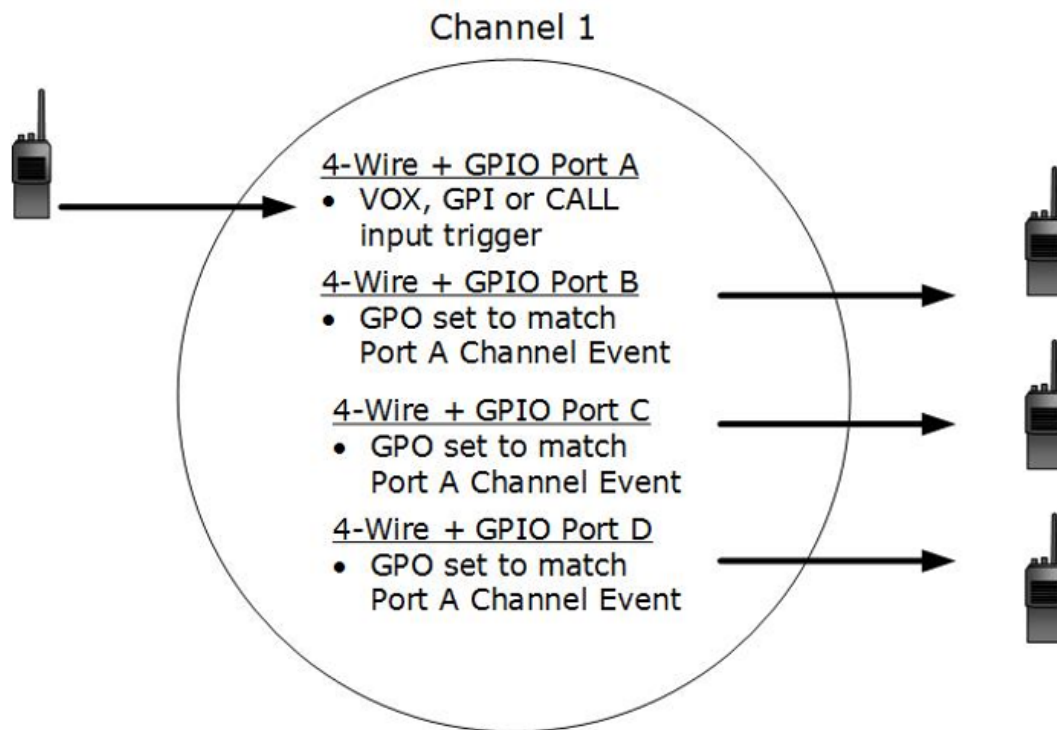 Channel 1
4-Wire + GPIO Port A
• VOX, GPI or CALL
input trigger
4-Wire + GPIO Port B
• GPO set to match
Port A Channel Event
4-Wire + GPIO Port C
• GPO set to match
Port A Channel Event
4-Wire + GPIO Port D
• GPO set to match
Port A Channel Event